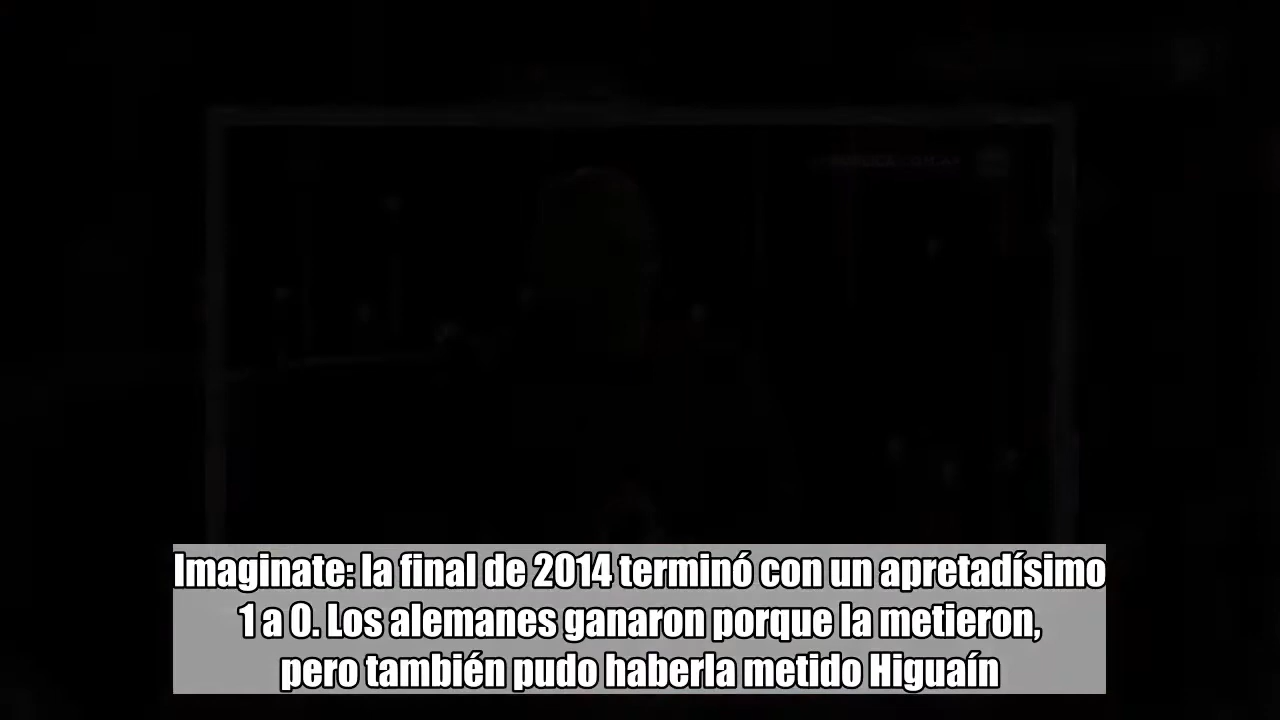 Imaginate: la final de 2014 terminó con un apretadísimo
1 a 0. Los alemanes ganaron porque la metieron,
pero también pudo haberla metido Higuaín